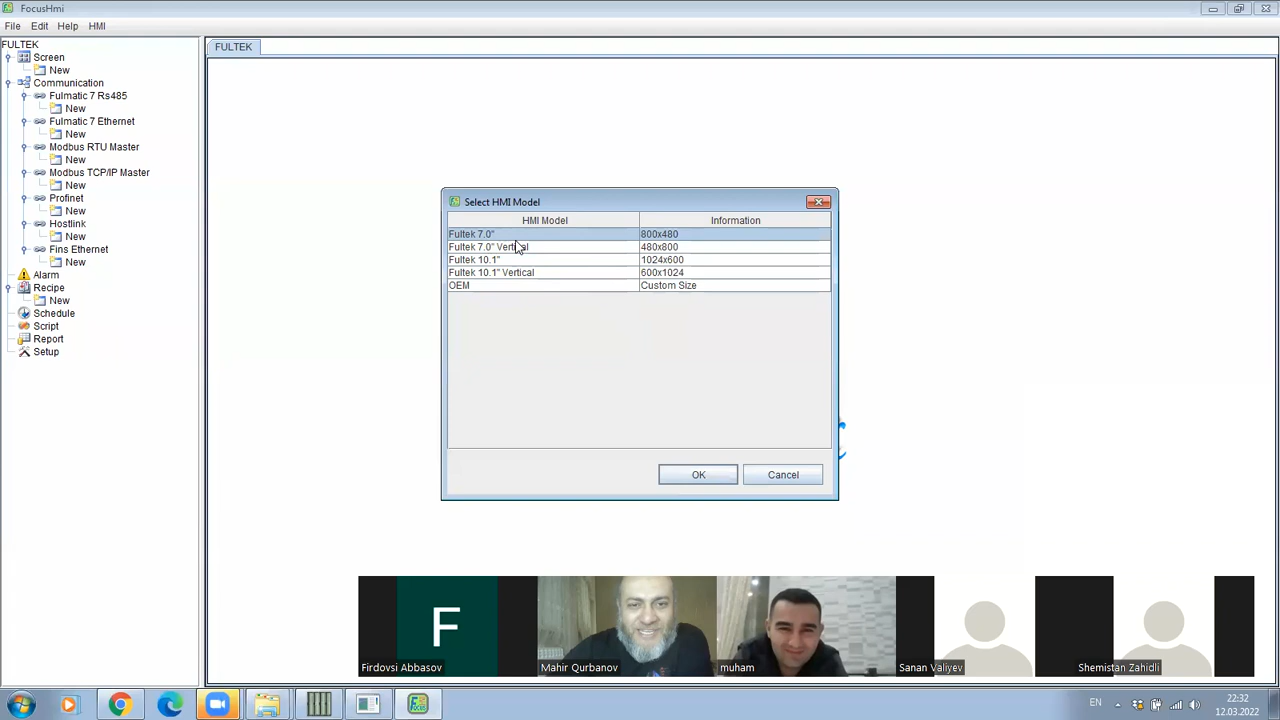 FocusHmi
File Edit Help HMI
FULTEK
Screen
New
Communication
Fulmatic 7 Rs485
New
Fulmatic 7 Ethernet
New
Modbus RTU Master
New
Modbus TCP/IP Master
New
Profinet
New
Hostlink
New
Fins Ethernet
New
Alarm
Recipe
New
Schedule
Script
Report
Setup
FULTEK
Select HMI Model
HMI Model Information
Fultek 7.0" 800x480
Fultek 7.0" Vertical 480x800
Fultek 10.1" 1024x600
Fultek 10.1" Vertical 600x1024
OEM Custom Size
OK Cancel
F
Firdovsi Abbasov Mahir Qurbanov muham Sanan Valiyev Shemistan Zahidli
EN
22:32
12.03.2022